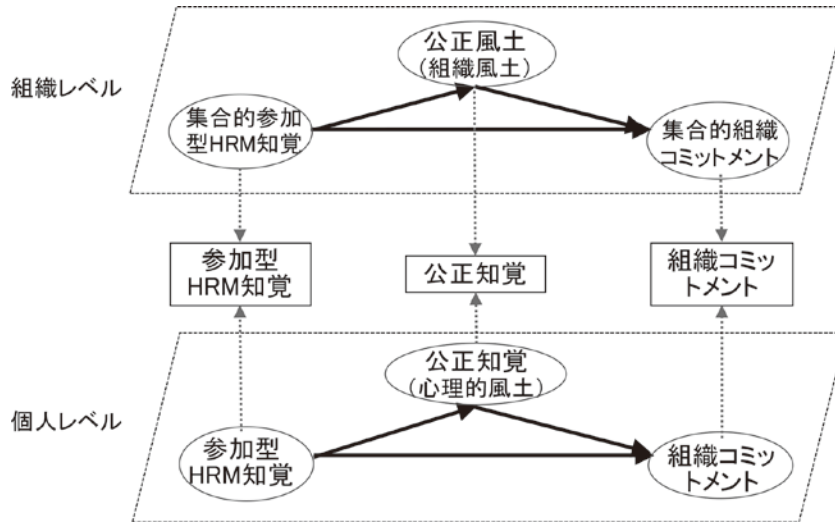 公正風土
(組織風土)
組織レベル
集合的参加
型HRM知覚
集合的組織
コミットメント
参加型
HRM知覚
公正知覚
組織コミッ
トメント
公正知覚
(心理的風土)
個人レベル
参加型
HRM知覚
組織コミッ
トメント